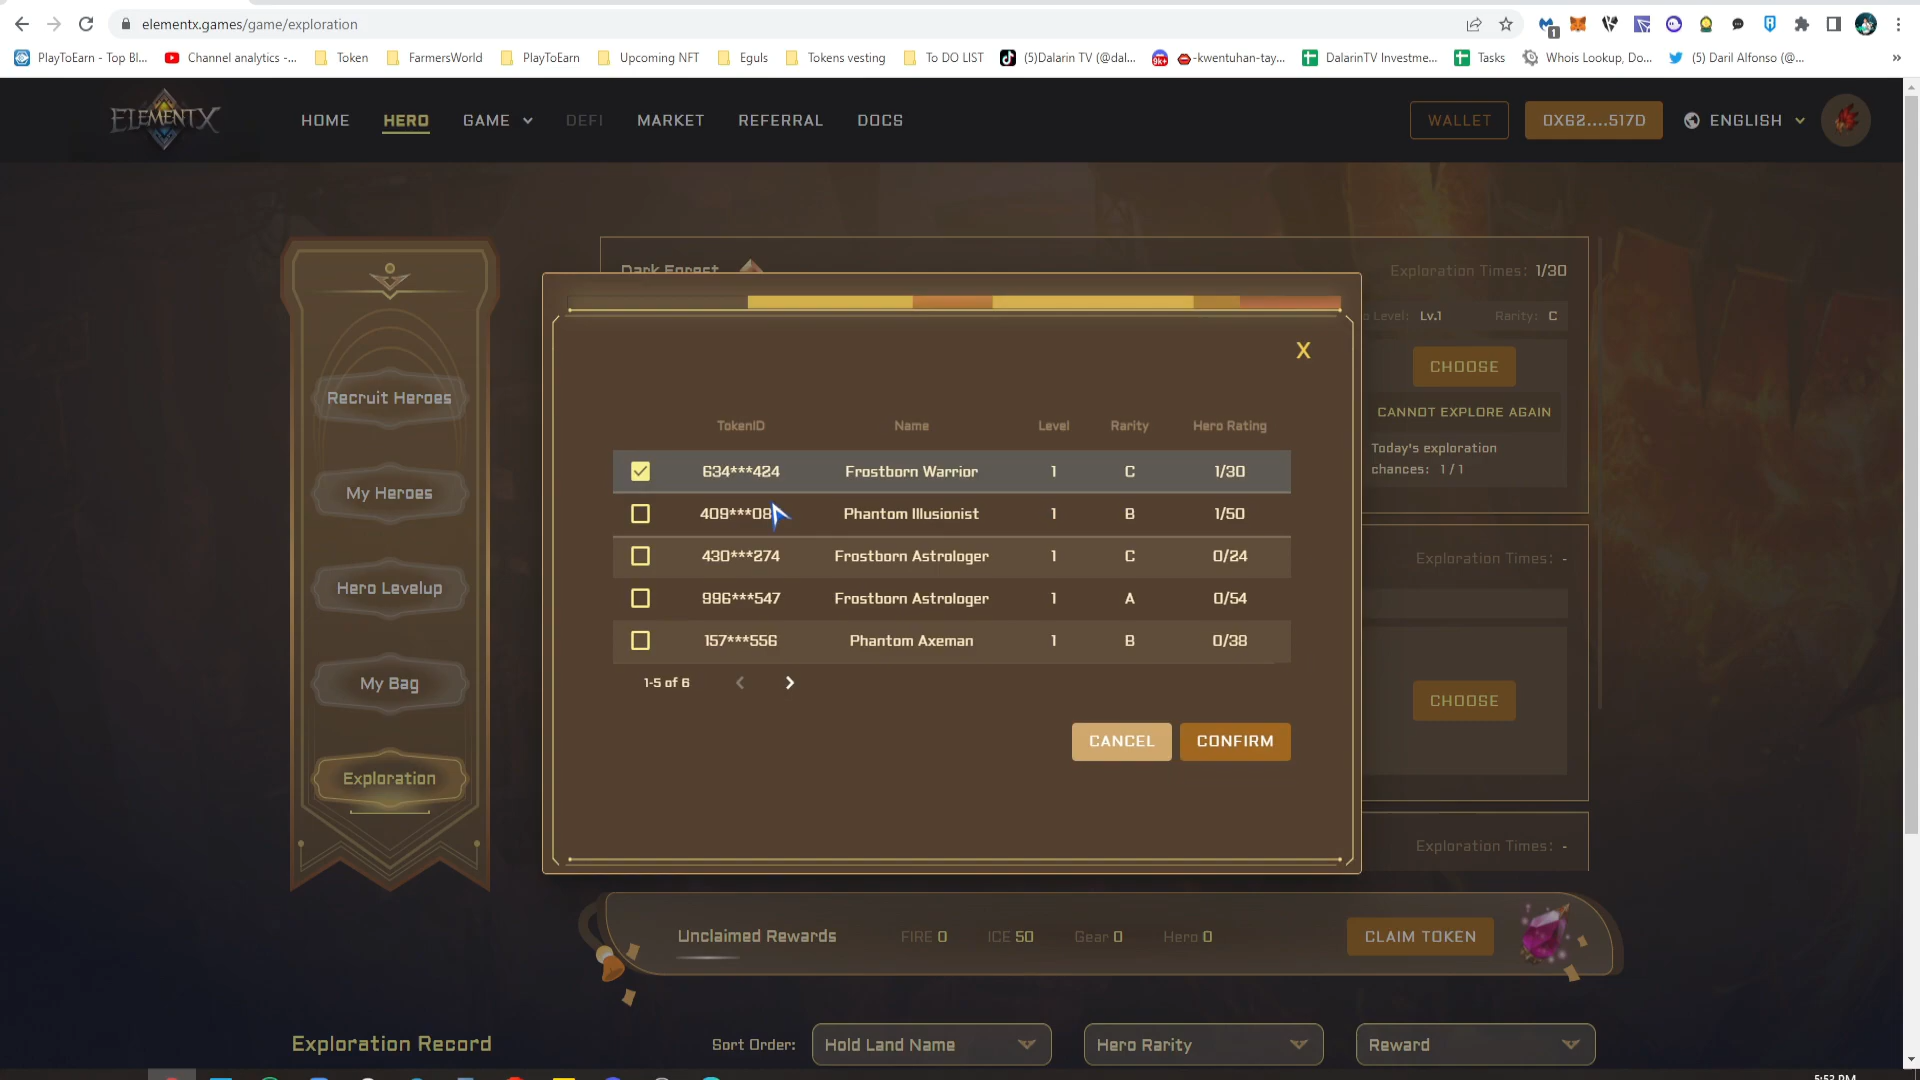 elementx.games/game/exploration
1
PlayToEarn - Top Bl... Channel analytics -... Token FarmersWorld PlayToEarn Upcoming NFT Eguls Tokens vesting To DO LIST (5)Dalarin TV (@dal... 9k+ -kwentuhan-tay... DalarinTV Investme... Tasks Whois Lookup, Do... (5) Daril Alfonso (@... »
ELEMENTX HOME HERO GAME DEFI MARKET REFERRAL DOCS WALLET 0X62....517D ENGLISH
Dark Forest Exploration Times: 1/30
Level: Lv.1 Rarity: C
X
CHOOSE
Recruit Heroes
CANNOT EXPLORE AGAIN
TokenID Name Level Rarity Hero Rating
Today's exploration
chances: 1 / 1
634***424 Frostborn Warrior 1 C 1/30
My Heroes
409***08 Phantom Illusionist 1 B 1/50
430***274 Frostborn Astrologer 1 C 0/24
Exploration Times: -
Hero Levelup
996***547 Frostborn Astrologer 1 A 0/54
157***556 Phantom Axeman 1 B 0/38
My Bag
1-5 of 6
CHOOSE
CANCEL CONFIRM
Exploration
Exploration Times: -
Unclaimed Rewards FIRE 0 ICE 50 Gear 0 Hero 0 CLAIM TOKEN
Exploration Record Sort Order: Hold Land Name Hero Rarity Reward
5:52 PM